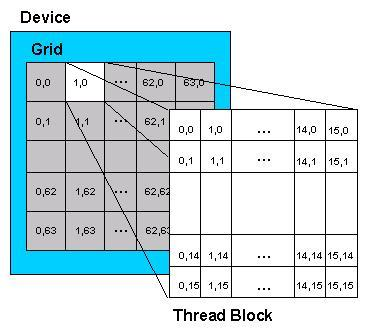 Device
Grid
0,0 1,0 ... 62,0 63,0
0,1 1,1 ... 62,1
0,62 1,62 ... 62,62
0,63 1,63 ... 62,63
0,0 1,0 ... 14,0 15,0
0,1 1,1 ... 14,1 15,1
...
0,14 1,14 ... 14,14 15,14
0,15 1,15 ... 14,15 15,15
Thread Block